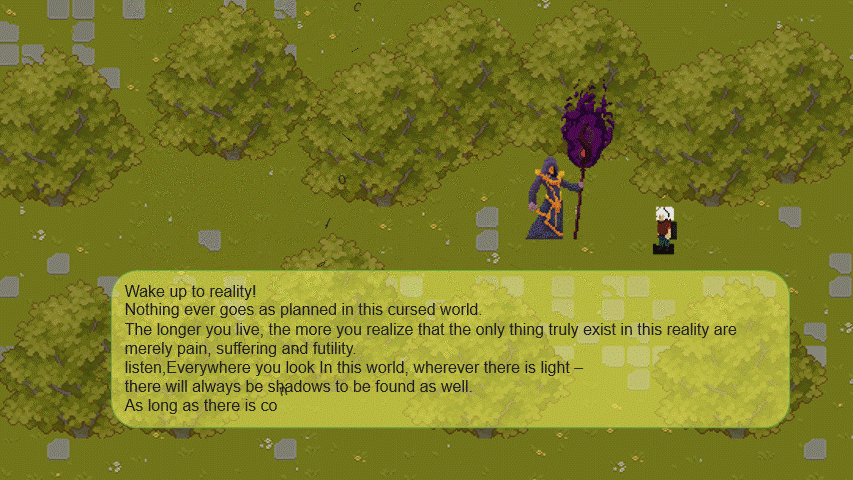 Wake up to reality!
Nothing ever goes as planned in this cursed world.
The longer you live, the more you realize that the only thing truly exist in this reality are
merely pain, suffering and futility.
listen,Everywhere you look In this world, wherever there is light –
there will always be shadows to be found as well.
As long as there is co